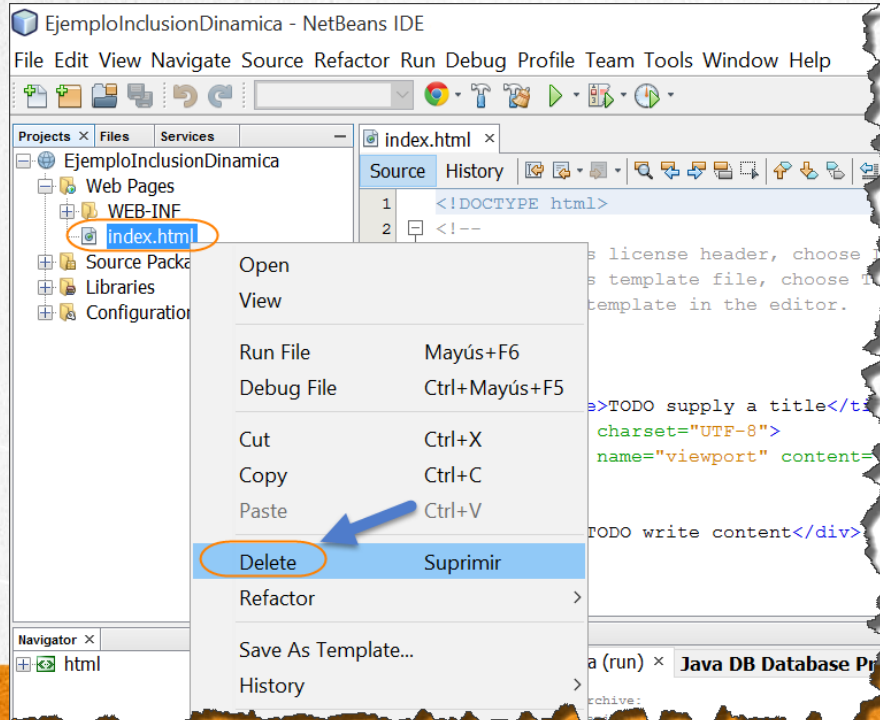 EjemploInclusionDinamica - NetBeans IDE
File Edit View Navigate Source Refactor Run Debug Profile Team Tools Window Help
Projects Files Services
index.html
EjemploInclusionDinamica
Source History
Web Pages
1 <!DOCTYPE html>
WEB-INF
2 <!--
index.html
s license header, choose
Source Packa
Open
s template file, choose
Libraries
View
template in the editor.
Configuration
Run File Mayús+F6
Debug File Ctrl+Mayús+F5
e>TODO supply a title</ti
charset="UTF-8">
Cut Ctrl+X
name="viewport" content=
Copy Ctrl+C
Paste Ctrl+V
TODO write content</div>
Delete Suprimir
Refactor
Navigator
Save As Template...
html
a (run) Java DB Database Pr
History
rchive: